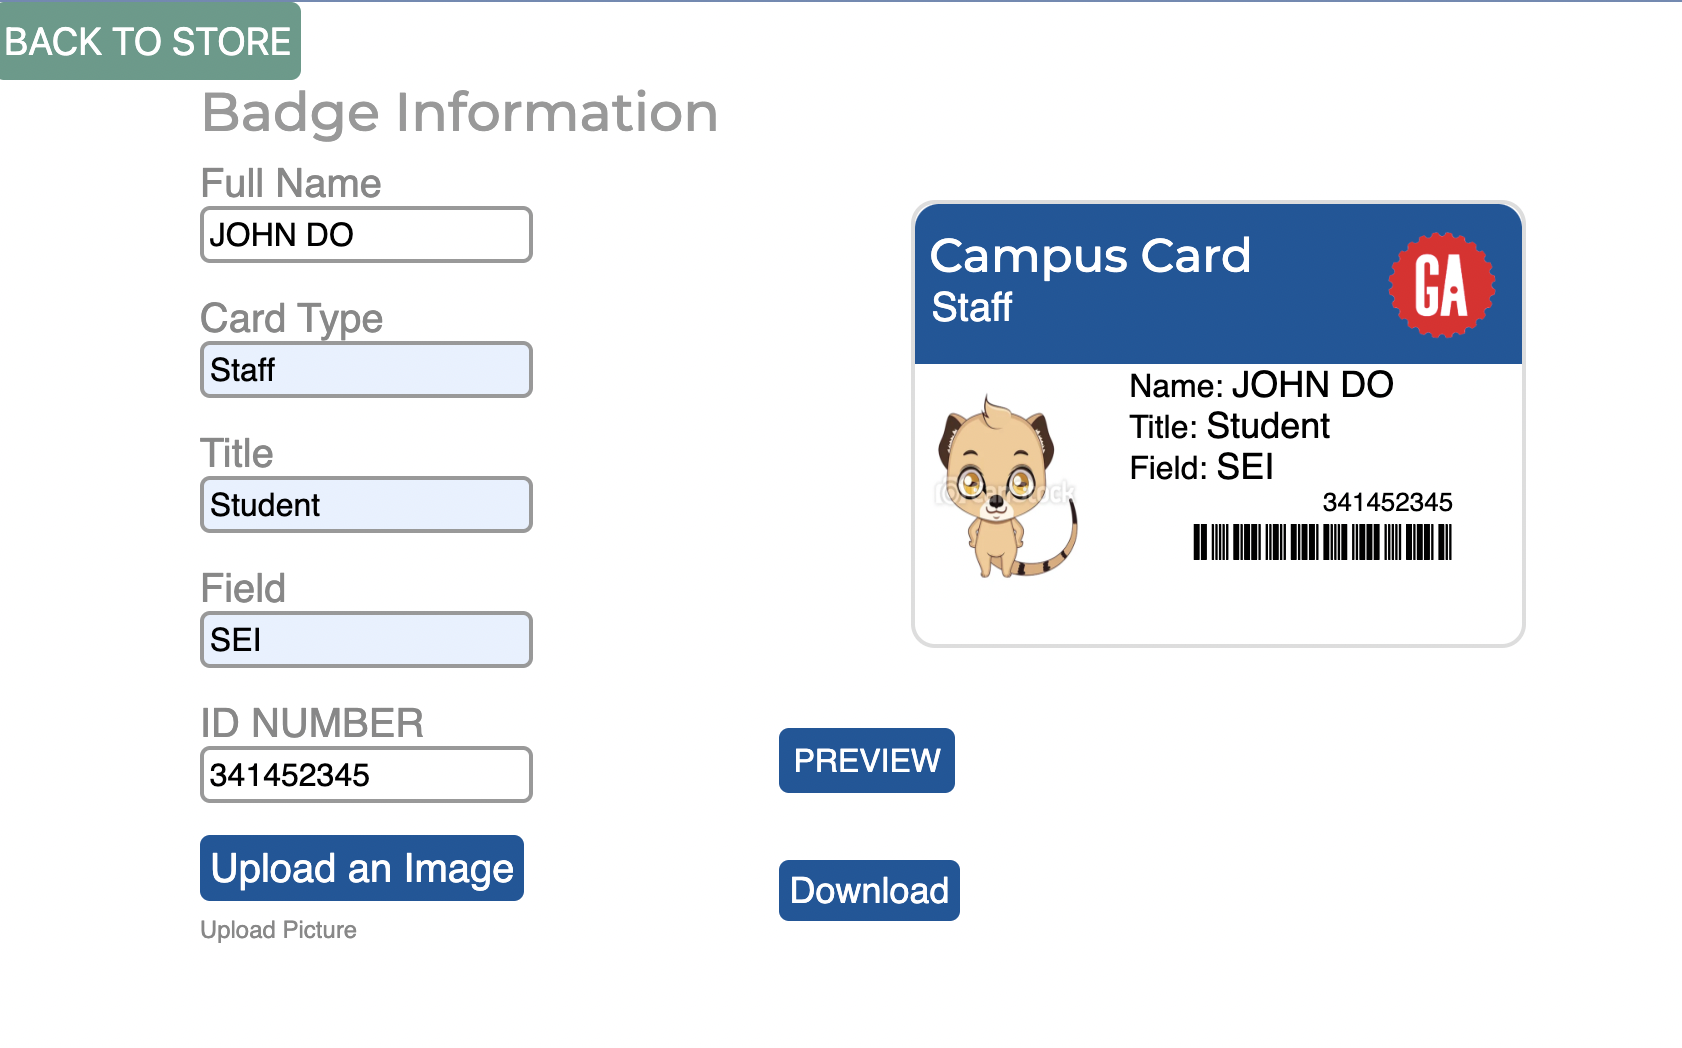 BACK TO STORE
Badge Information
Full Name
JOHN DO
Card Type
Staff
Title
Student
Field
SEI
ID NUMBER
341452345
Upload an Image
Upload Picture
Campus Card
Staff
GA
Name: JOHN DO
Title: Student
Field: SEI
341452345
PREVIEW
Download